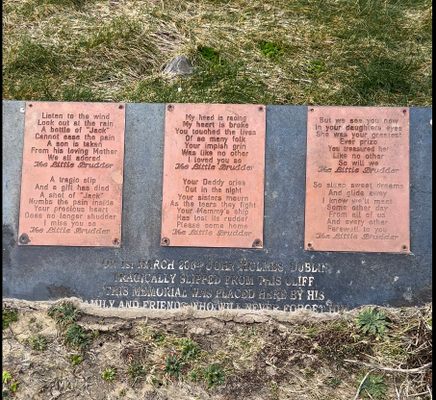 Listen to the wind
Look out at the rain
A bottle of "Jack"
Cannot ease the pain
A son is taken
From his loving Mother
We all adored
The Little Brudder
A tragic slip
And a gift has died
A shot of "Jack"
Numbs the pain inside
Your precious heart
Does no longer shudder
I miss you as
The Little Brudder
My head is racing
My heart is broke
You touched the lives
Of so many folk
Your impish grin
Was like no other
I loved you as
The Little Brudder
Your Daddy cries
Out in the night
Your sisters mourn
As the tears they fight
Your Mammy's ship
Has lost its rudder
Please come home
The Little Brudder
But we see you now
In your daughters eyes
She was your greatest
Ever prize
You treasured her
Like no other
So will we
The Little Brudder
So sleep sweet dreams
And glide away
I know we'll meet
Some other day
From all of us
And every other
Farewell to you
The Little Brudder
MARCH JOHN HOLMES, DUBLIN
TRAGICALLY SLIPPED FROM THIS CLIFF
THIS MEMORIAL WAS PLACED HERE BY HIS
FAMILY AND FRIENDS WHO WILL NEVER FORGET